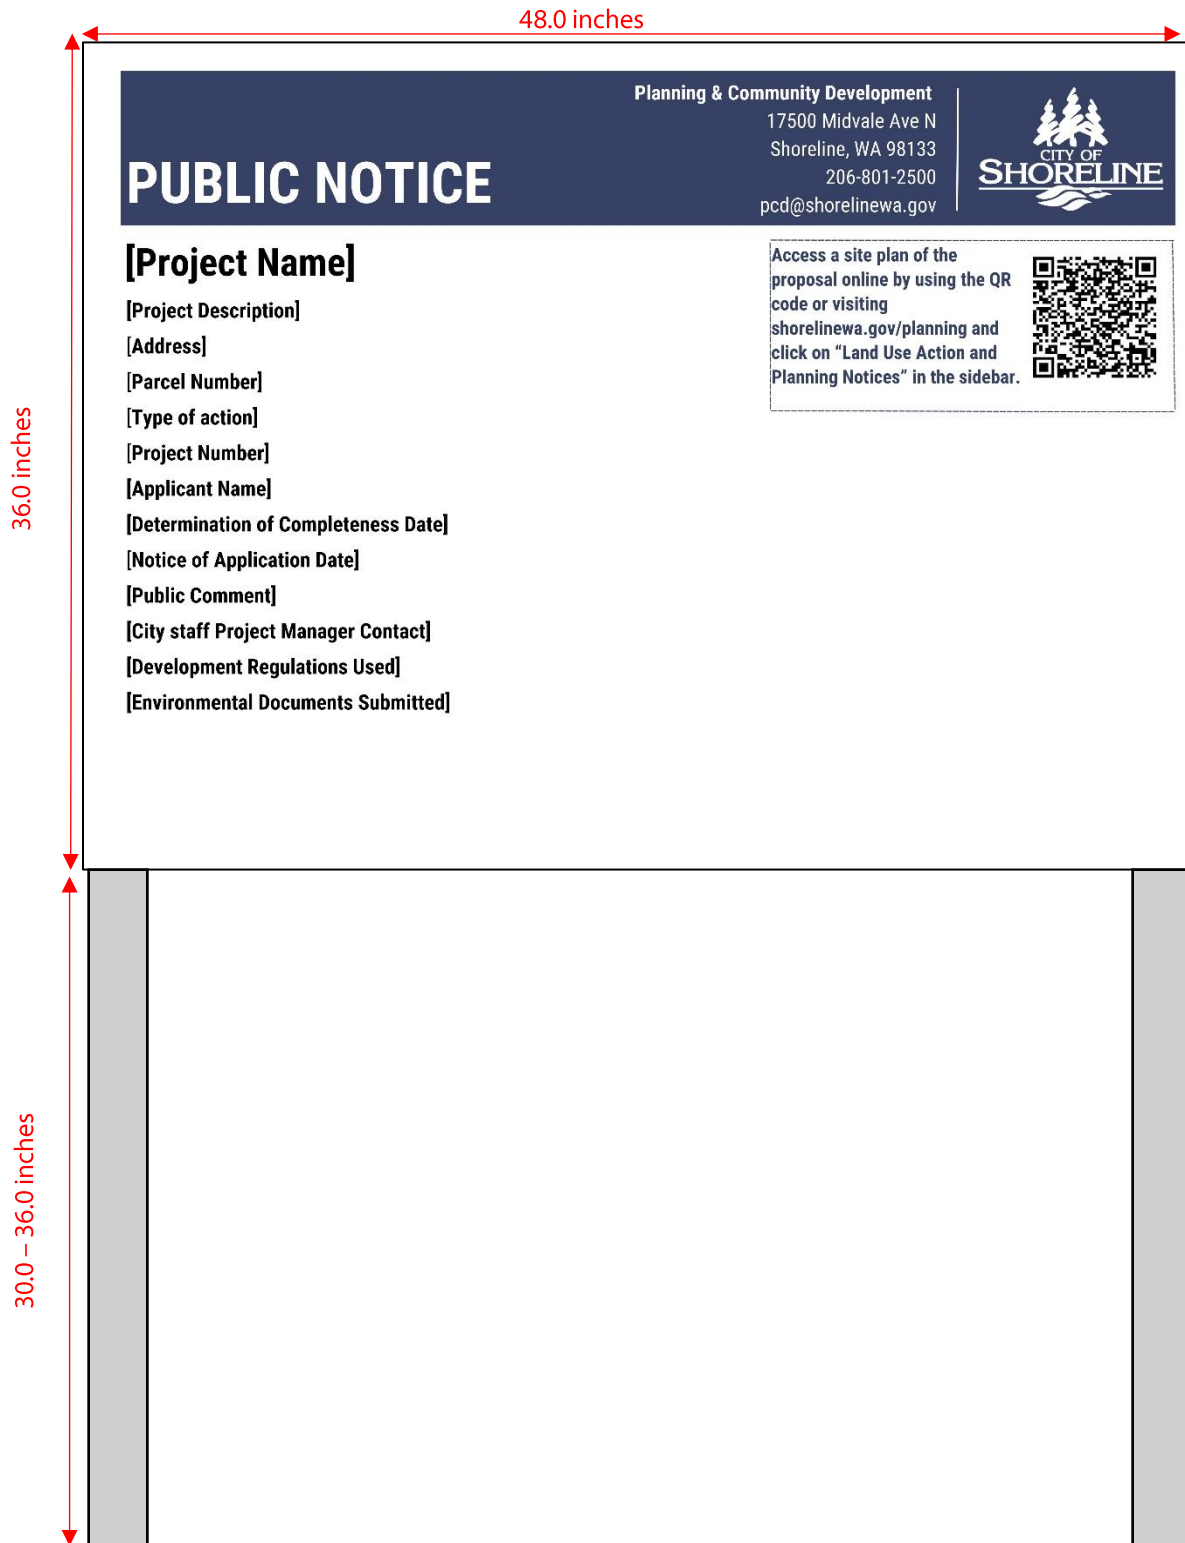 48.0 inches
36.0 inches
30.0 – 36.0 inches
PUBLIC NOTICE
Planning & Community Development
17500 Midvale Ave N
Shoreline, WA 98133
206-801-2500
pcd@shorelinewa.gov
CITY OF
SHORELINE
[Project Name]
[Project Description]
[Address]
[Parcel Number]
[Type of action]
[Project Number]
[Applicant Name]
[Determination of Completeness Date]
[Notice of Application Date]
[Public Comment]
[City staff Project Manager Contact]
[Development Regulations Used]
[Environmental Documents Submitted]
Access a site plan of the
proposal online by using the QR
code or visiting
shorelinewa.gov/planning and
click on “Land Use Action and
Planning Notices” in the sidebar.